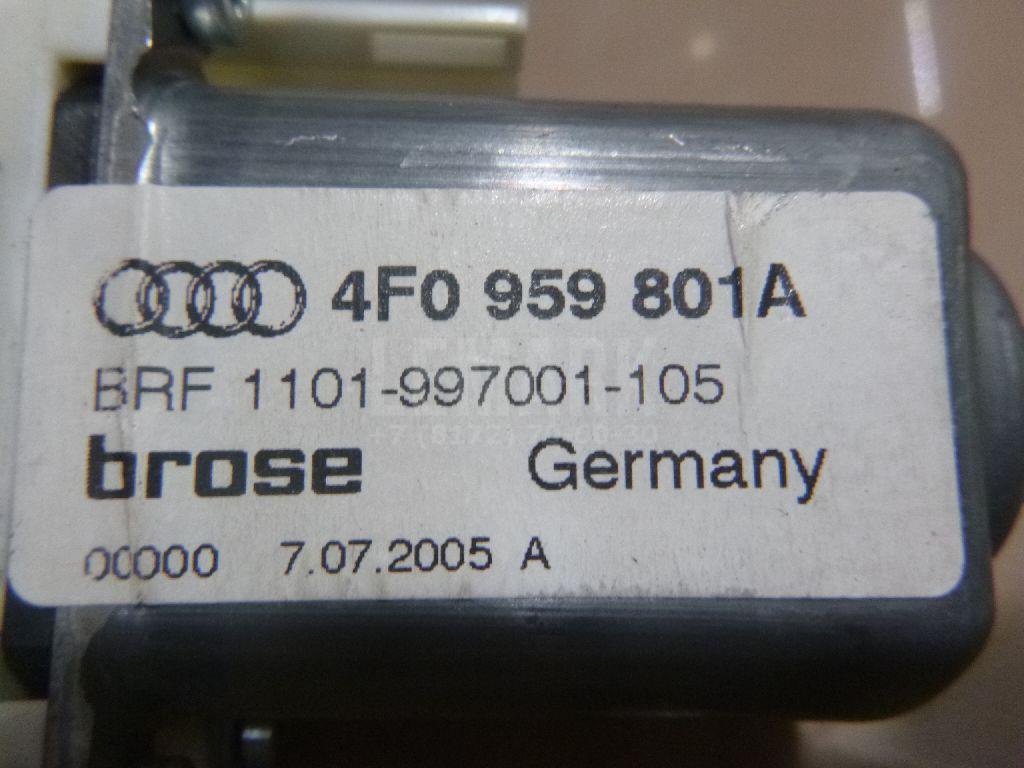 4F0 959 801A
BRF 1101-997001-105
brose Germany
00000 7.07.2005 A